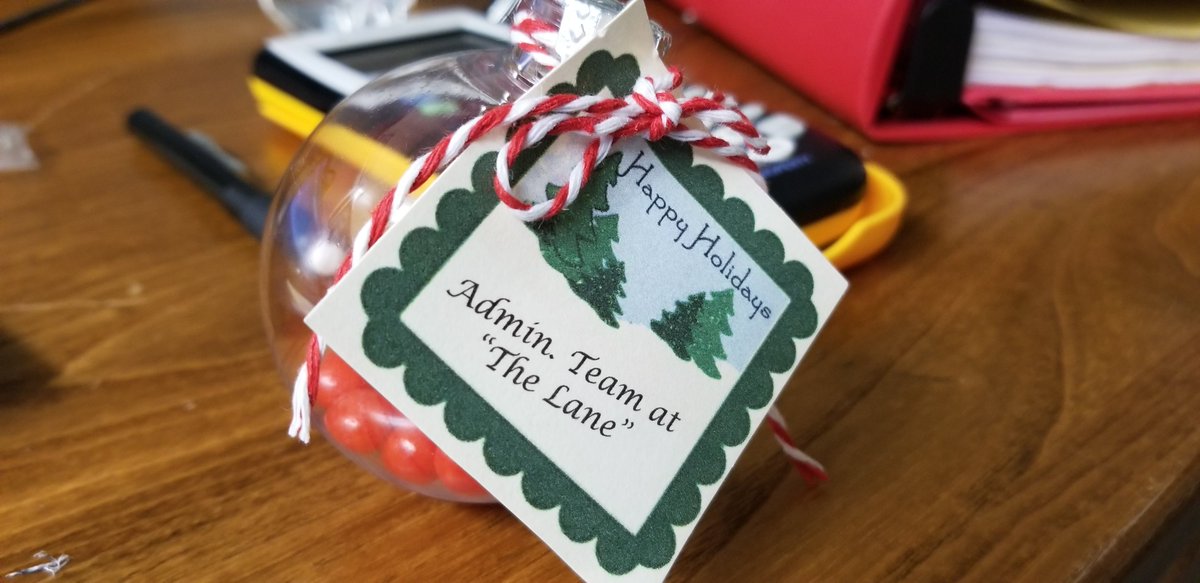 Happy Holidays
Admin. Team at
“The Lane”